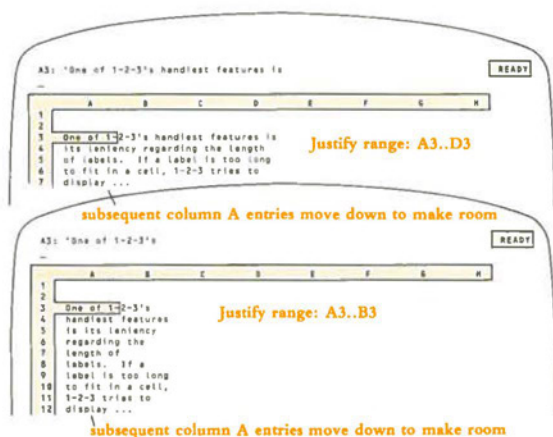 A3: 'One of 1-2-3's handiest features is
READY
A B C D E F G H
1
2
3 One of 1-2-3's handiest features is
4 its leniency regarding the length
5 of labels. If a label is too long
6 to fit in a cell, 1-2-3 tries to
7 display ...
Justify range: A3..D3
subsequent column A entries move down to make room
A3: 'One of 1-2-3's
READY
A B C D E F G H
1
2
3 One of 1-2-3's
4 handiest features
5 is its leniency
6 regarding the
7 length of
8 labels. If a
9 label is too long
10 to fit in a cell,
11 1-2-3 tries to
12 display ...
Justify range: A3..B3
subsequent column A entries move down to make room